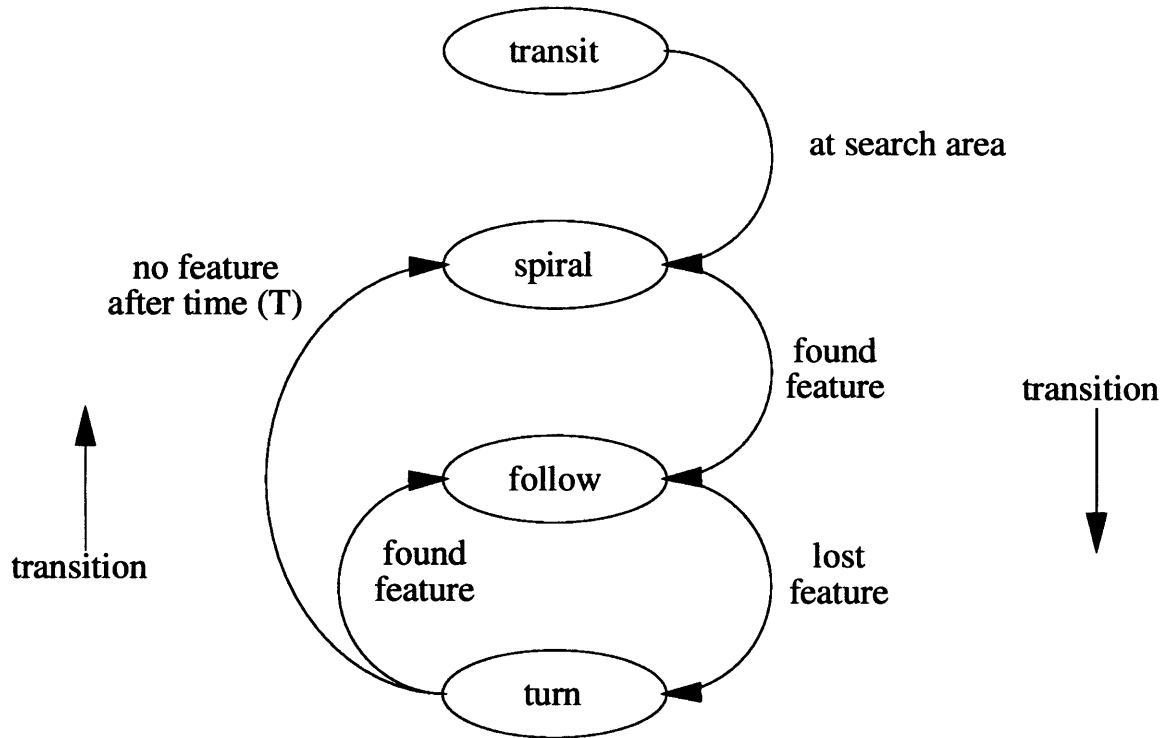 transit
at search area
no feature
after time (T)
spiral
found
feature
transition
follow
transition
found
feature
lost
feature
turn